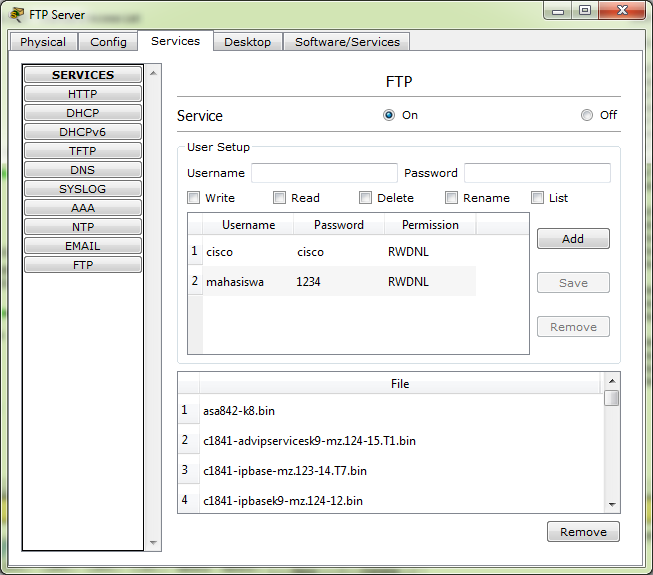 FTP Server
Physical Config Services Desktop Software/Services
SERVICES
HTTP
DHCP
DHCPv6
TFTP
DNS
SYSLOG
AAA
NTP
EMAIL
FTP
FTP
Service On Off
User Setup
Username Password
Write Read Delete Rename List
Username Password Permission
1 cisco cisco RWDNL
2 mahasiswa 1234 RWDNL
Add
Save
Remove
File
1 asa842-k8.bin
2 c1841-advipservicesk9-mz.124-15.T1.bin
3 c1841-ipbase-mz.123-14.T7.bin
4 c1841-ipbasek9-mz.124-12.bin
Remove